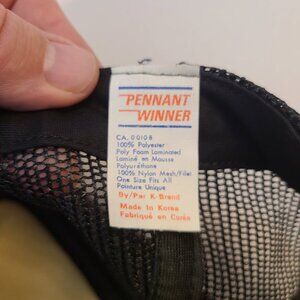 PENNANT
WINNER
CA 00108
100% Polyester
Poly Foam Laminated
Laminé en Mousse
Polyuréthane
100% Nylon Mesh/Filet
One Size Fits All
Pointure Unique
By/Par K-Brand
Made In Korea
Fabriqué en Corée